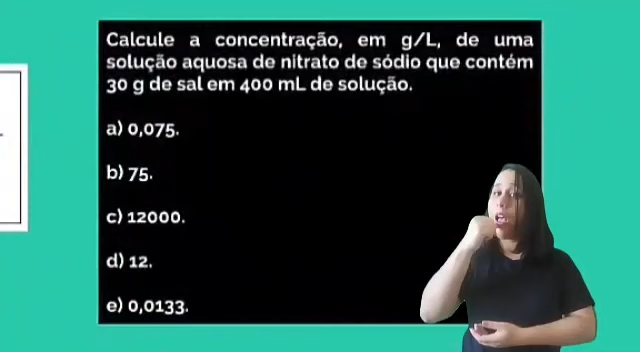 Calcule a concentração, em g/L, de uma
solução aquosa de nitrato de sódio que contém
30 g de sal em 400 mL de solução.
a) 0,075.
b) 75.
c) 12000.
d) 12.
e) 0,0133.